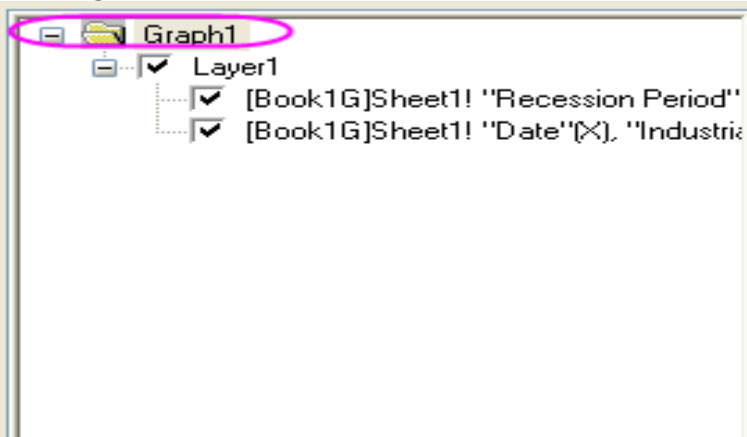 Graph1
Layer1
[Book1G]Sheet1! "Recession Period"
[Book1G]Sheet1! "Date"(X), "Industria